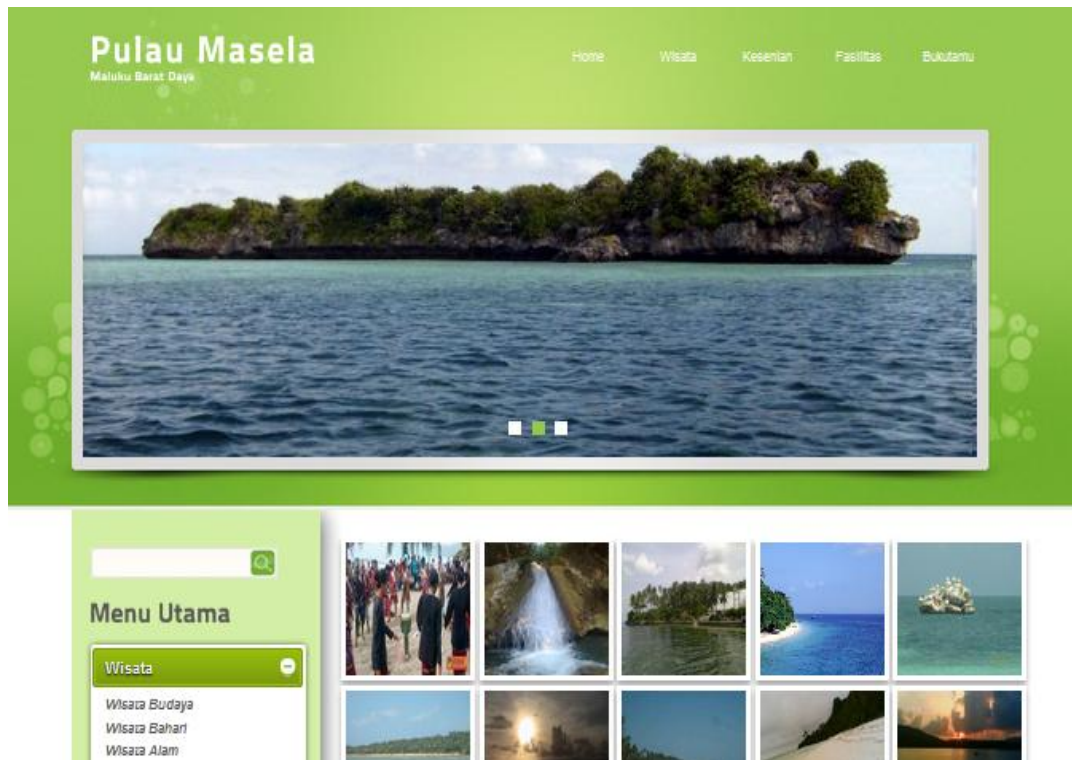 Pulau Masela
Maluku Barat Daya
Home Wisata Kesenian Fasilitas Bukutamu
Menu Utama
Wisata
Wisata Budaya
Wisata Bahari
Wisata Alam